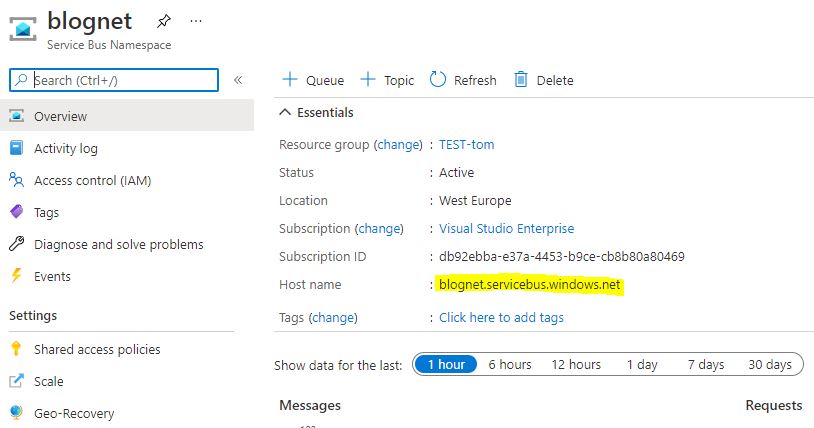 blognet
Service Bus Namespace
Search (Ctrl+/)
Overview
Activity log
Access control (IAM)
Tags
Diagnose and solve problems
Events
Settings
Shared access policies
Scale
Geo-Recovery
Queue Topic Refresh Delete
Essentials
Resource group (change) : TEST-tom
Status : Active
Location : West Europe
Subscription (change) : Visual Studio Enterprise
Subscription ID : db92ebba-e37a-4453-b9ce-cb8b80a80469
Host name : blognet.servicebus.windows.net
Tags (change) : Click here to add tags
Show data for the last: 1 hour 6 hours 12 hours 1 day 7 days 30 days
Messages Requests